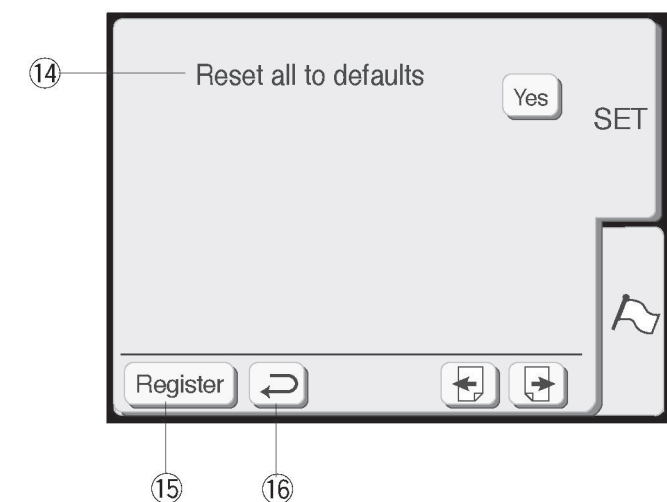 ⑭ Reset all to defaults
Yes
SET
Register
⑮ ⑯